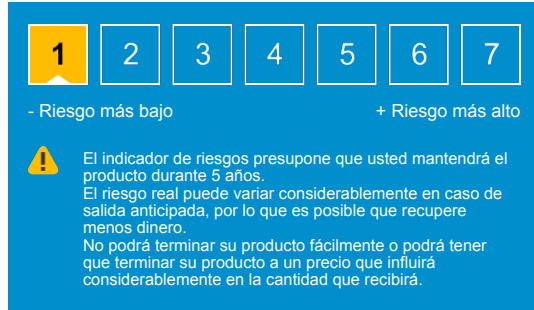 1 2 3 4 5 6 7
- Riesgo más bajo + Riesgo más alto
El indicador de riesgos presupone que usted mantendrá el
producto durante 5 años.
El riesgo real puede variar considerablemente en caso de
salida anticipada, por lo que es posible que recupere
menos dinero.
No podrá terminar su producto fácilmente o podrá tener
que terminar su producto a un precio que influirá
considerablemente en la cantidad que recibirá.